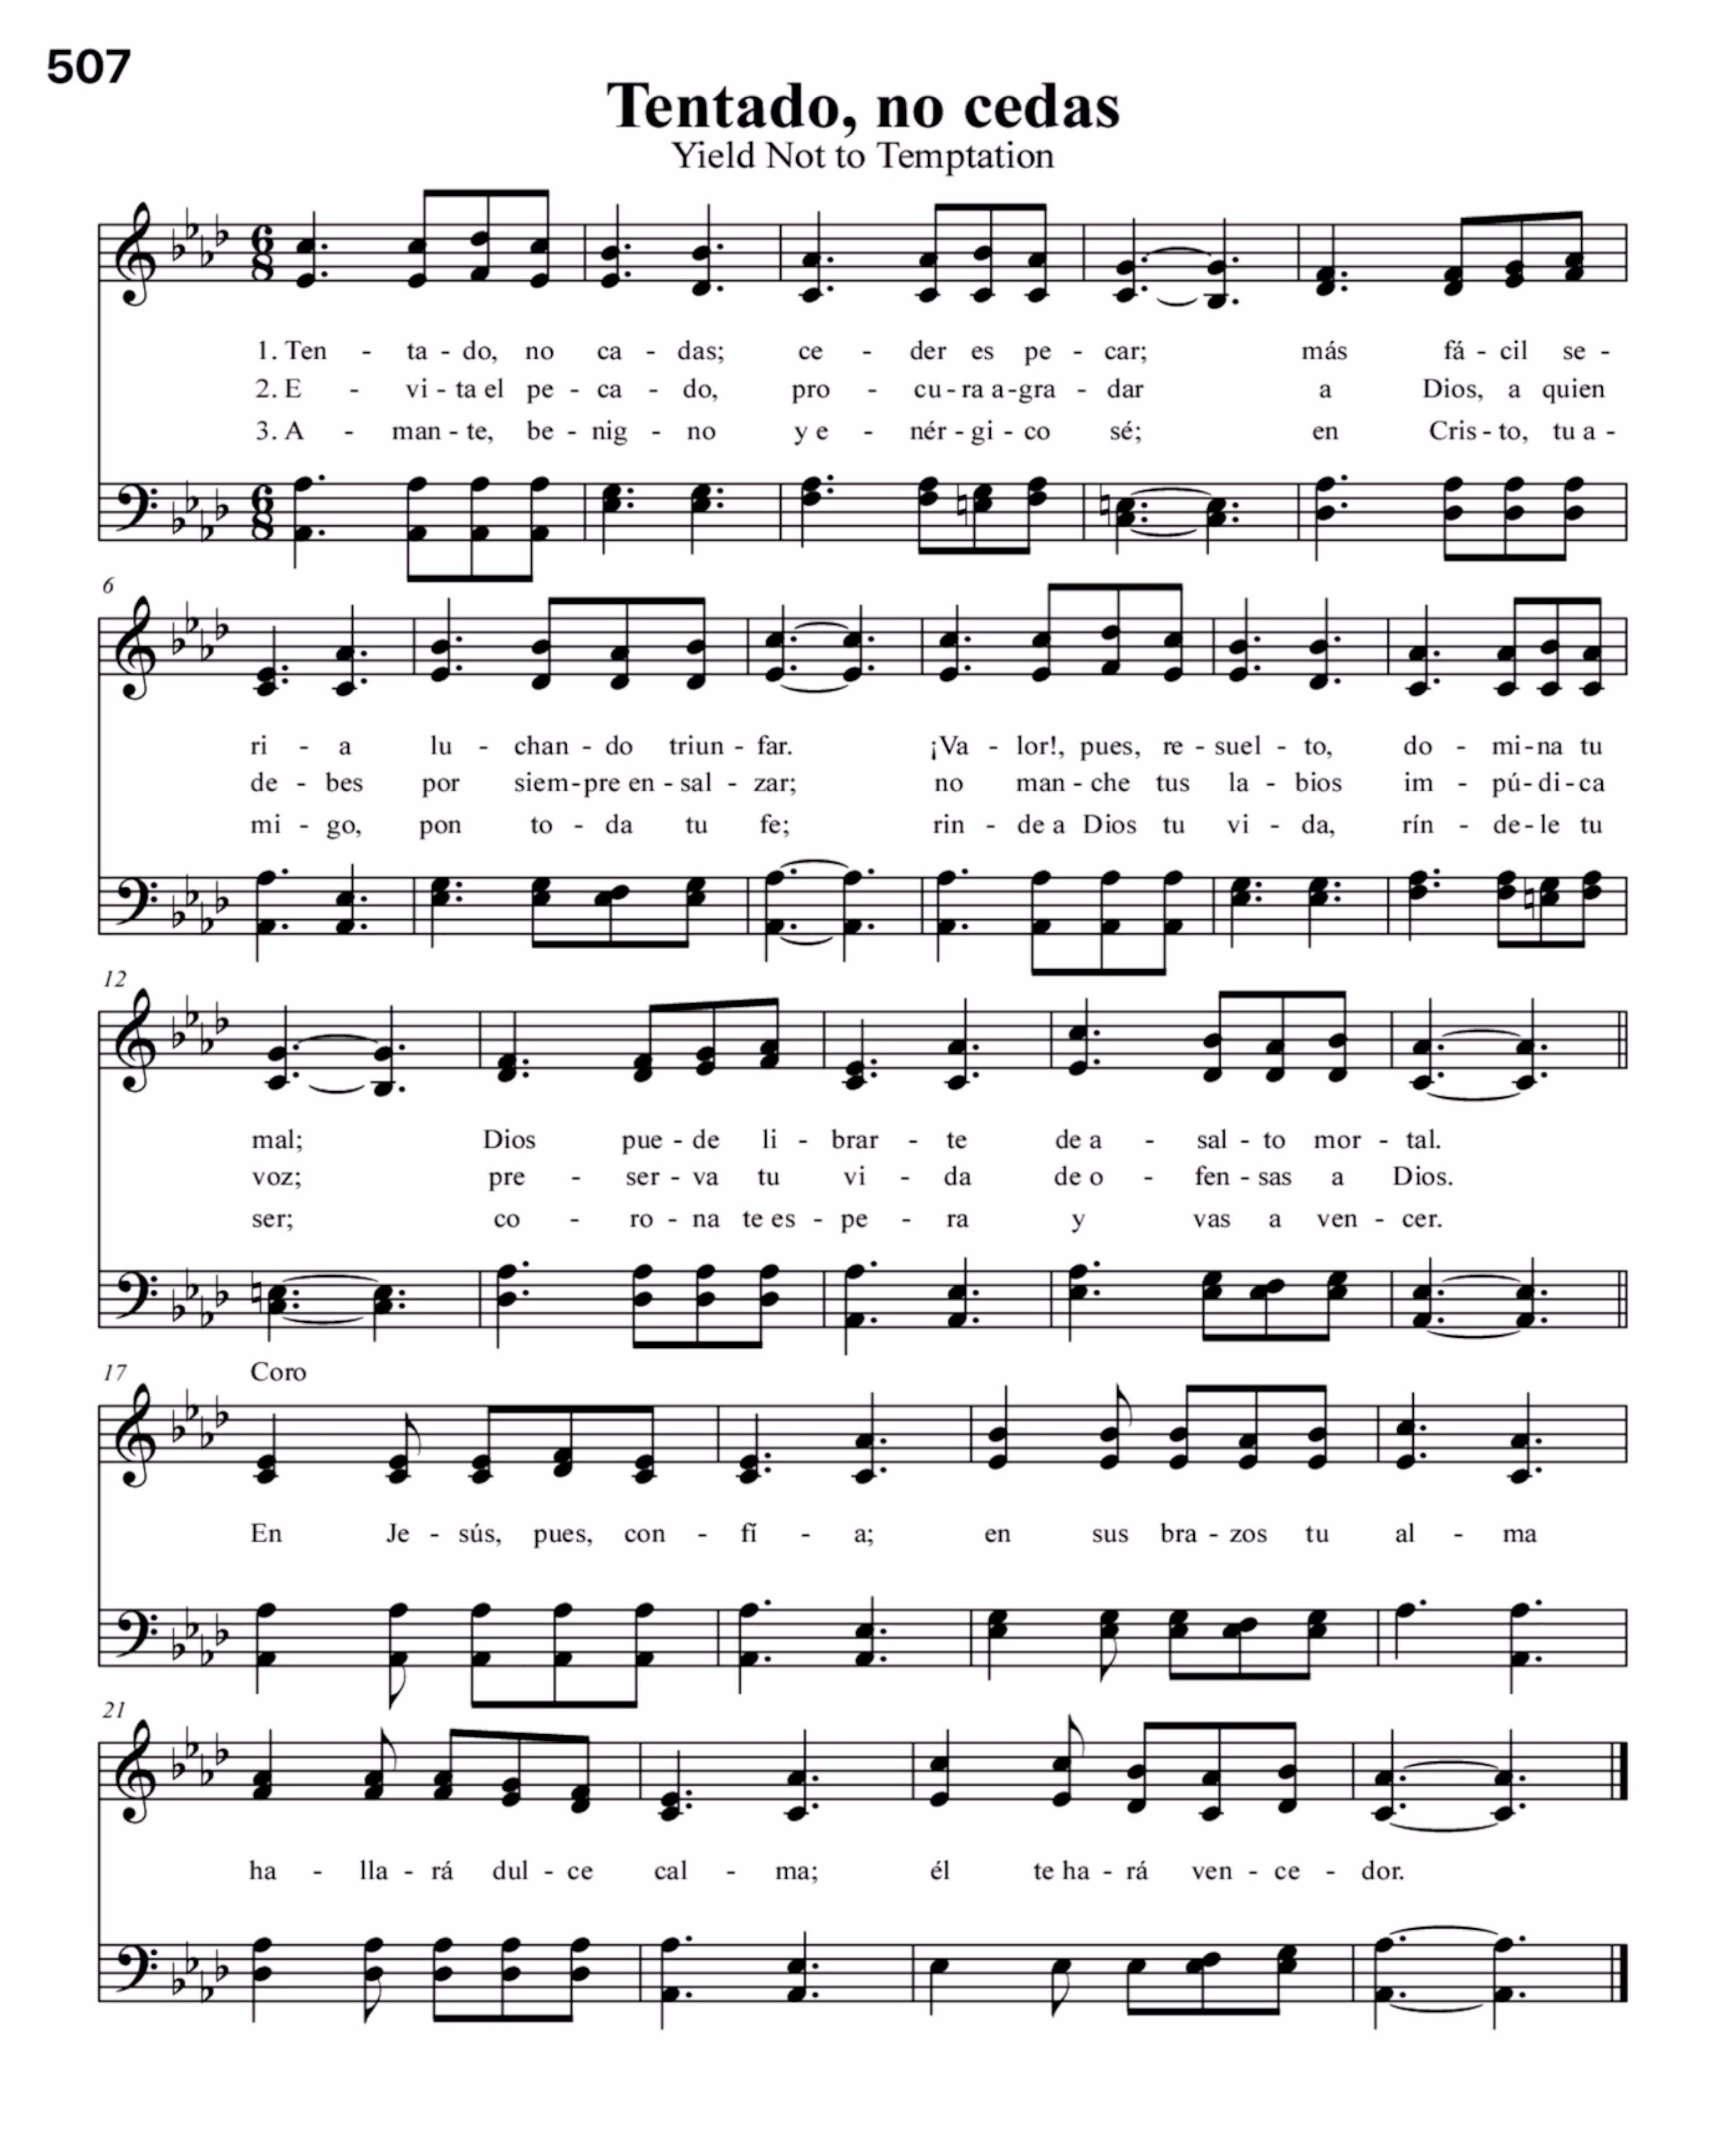 507
Tentado, no cedas
Yield Not to Temptation
1. Ten - ta - do, no ca - das; ce - der es pe - car; más fá - cil se -
2. E - vi - ta el pe - ca - do, pro - cu - ra a - gra - dar a Dios, a quien
3. A - man - te, be - nig - no y e - nér - gi - co sé; en Cris - to, tu a -
6
ri - a lu - chan - do triun - far. ¡Va - lor!, pues, re - suel - to, do - mi - na tu
de - bes por siem - pre en - sal - zar; no man - che tus la - bios im - pú - di - ca
mi - go, pon to - da tu fe; rin - de a Dios tu vi - da, rín - de - le tu
12
mal; Dios pue - de li - brar - te de a - sal - to mor - tal.
voz; pre - ser - va tu vi - da de o - fen - sas a Dios.
ser; co - ro - na te es - pe - ra y vas a ven - cer.
17 Coro
En Je - sús, pues, con - fí - a; en sus bra - zos tu al - ma
21
ha - lla - rá dul - ce cal - ma; él te ha - rá ven - ce - dor.